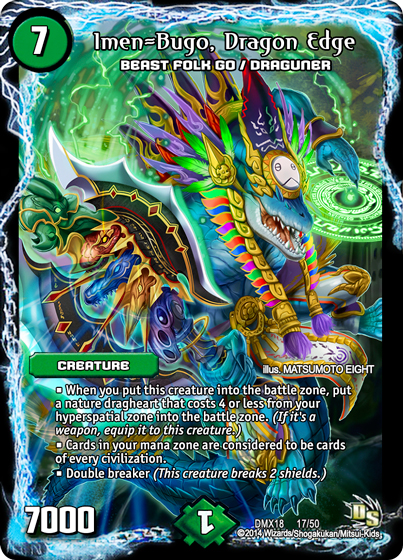 7
Imen=Bugo, Dragon Edge
BEAST FOLK GO / DRAGUNER
CREATURE
illus. MATSUMOTO EIGHT
■ When you put this creature into the battle zone, put
a nature dragheart that costs 4 or less from your
hyperspatial zone into the battle zone. (If it's a
weapon, equip it to this creature.)
■ Cards in your mana zone are considered to be cards
of every civilization.
■ Double breaker (This creature breaks 2 shields.)
7000
1
DMX18 17/50
DS
©2014 Wizards/Shogakukan/Mitsui-Kids